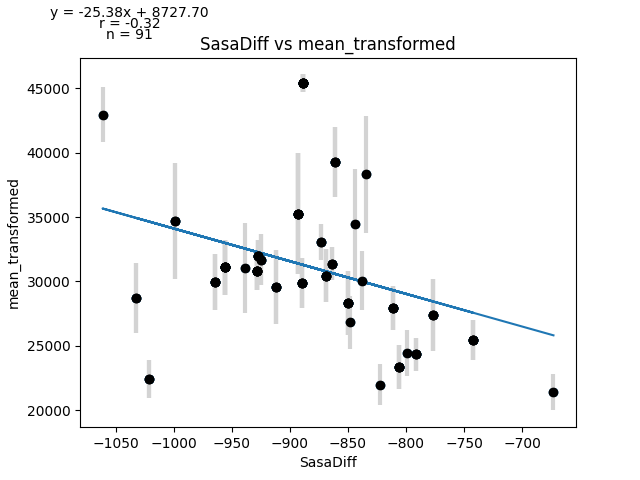 y = -25.38x + 8727.70
r = -0.32
n = 91
SasaDiff vs mean_transformed
mean_transformed
45000
40000
35000
30000
25000
20000
−1050 −1000 −950 −900 −850 −800 −750 −700
SasaDiff